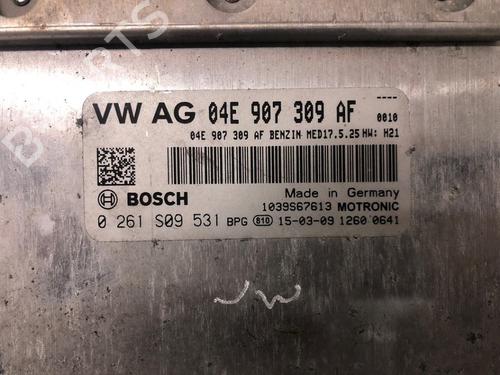 VW AG 04E 907 309 AF 0010
04E 907 309 AF BENZIN MED17.5.25 HW: H21
BOSCH
Made in Germany
1039S67613 MOTRONIC
0 261 S09 531 BPG 810 15-03-09 1260 0641